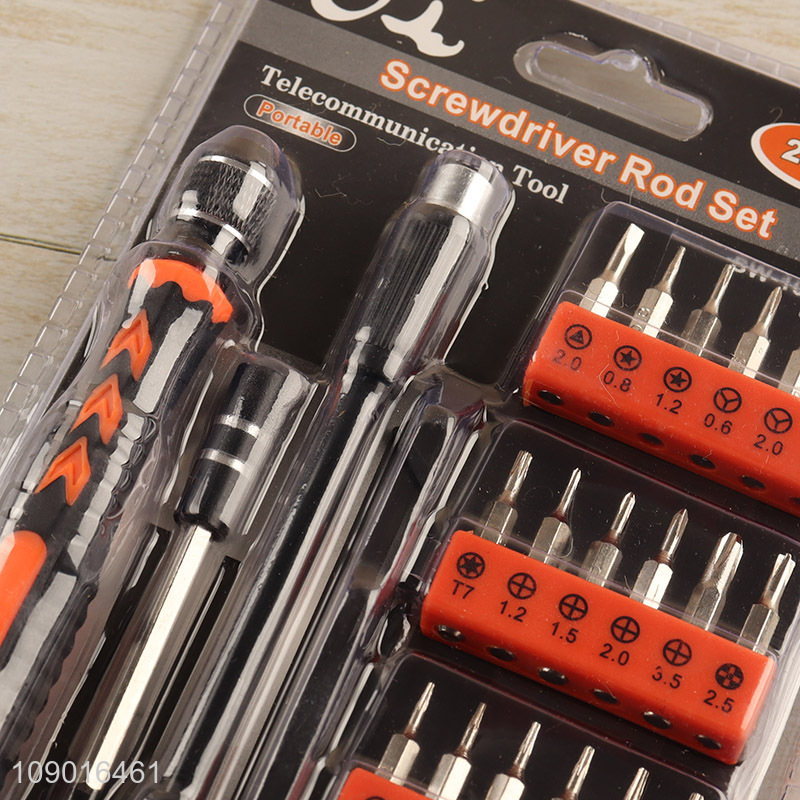 Screwdriver Rod Set
Telecommunication Tool
Portable
2.0 0.8 1.2 0.6 2.0
T7 1.2 1.5 2.0 3.5 2.5
109016461